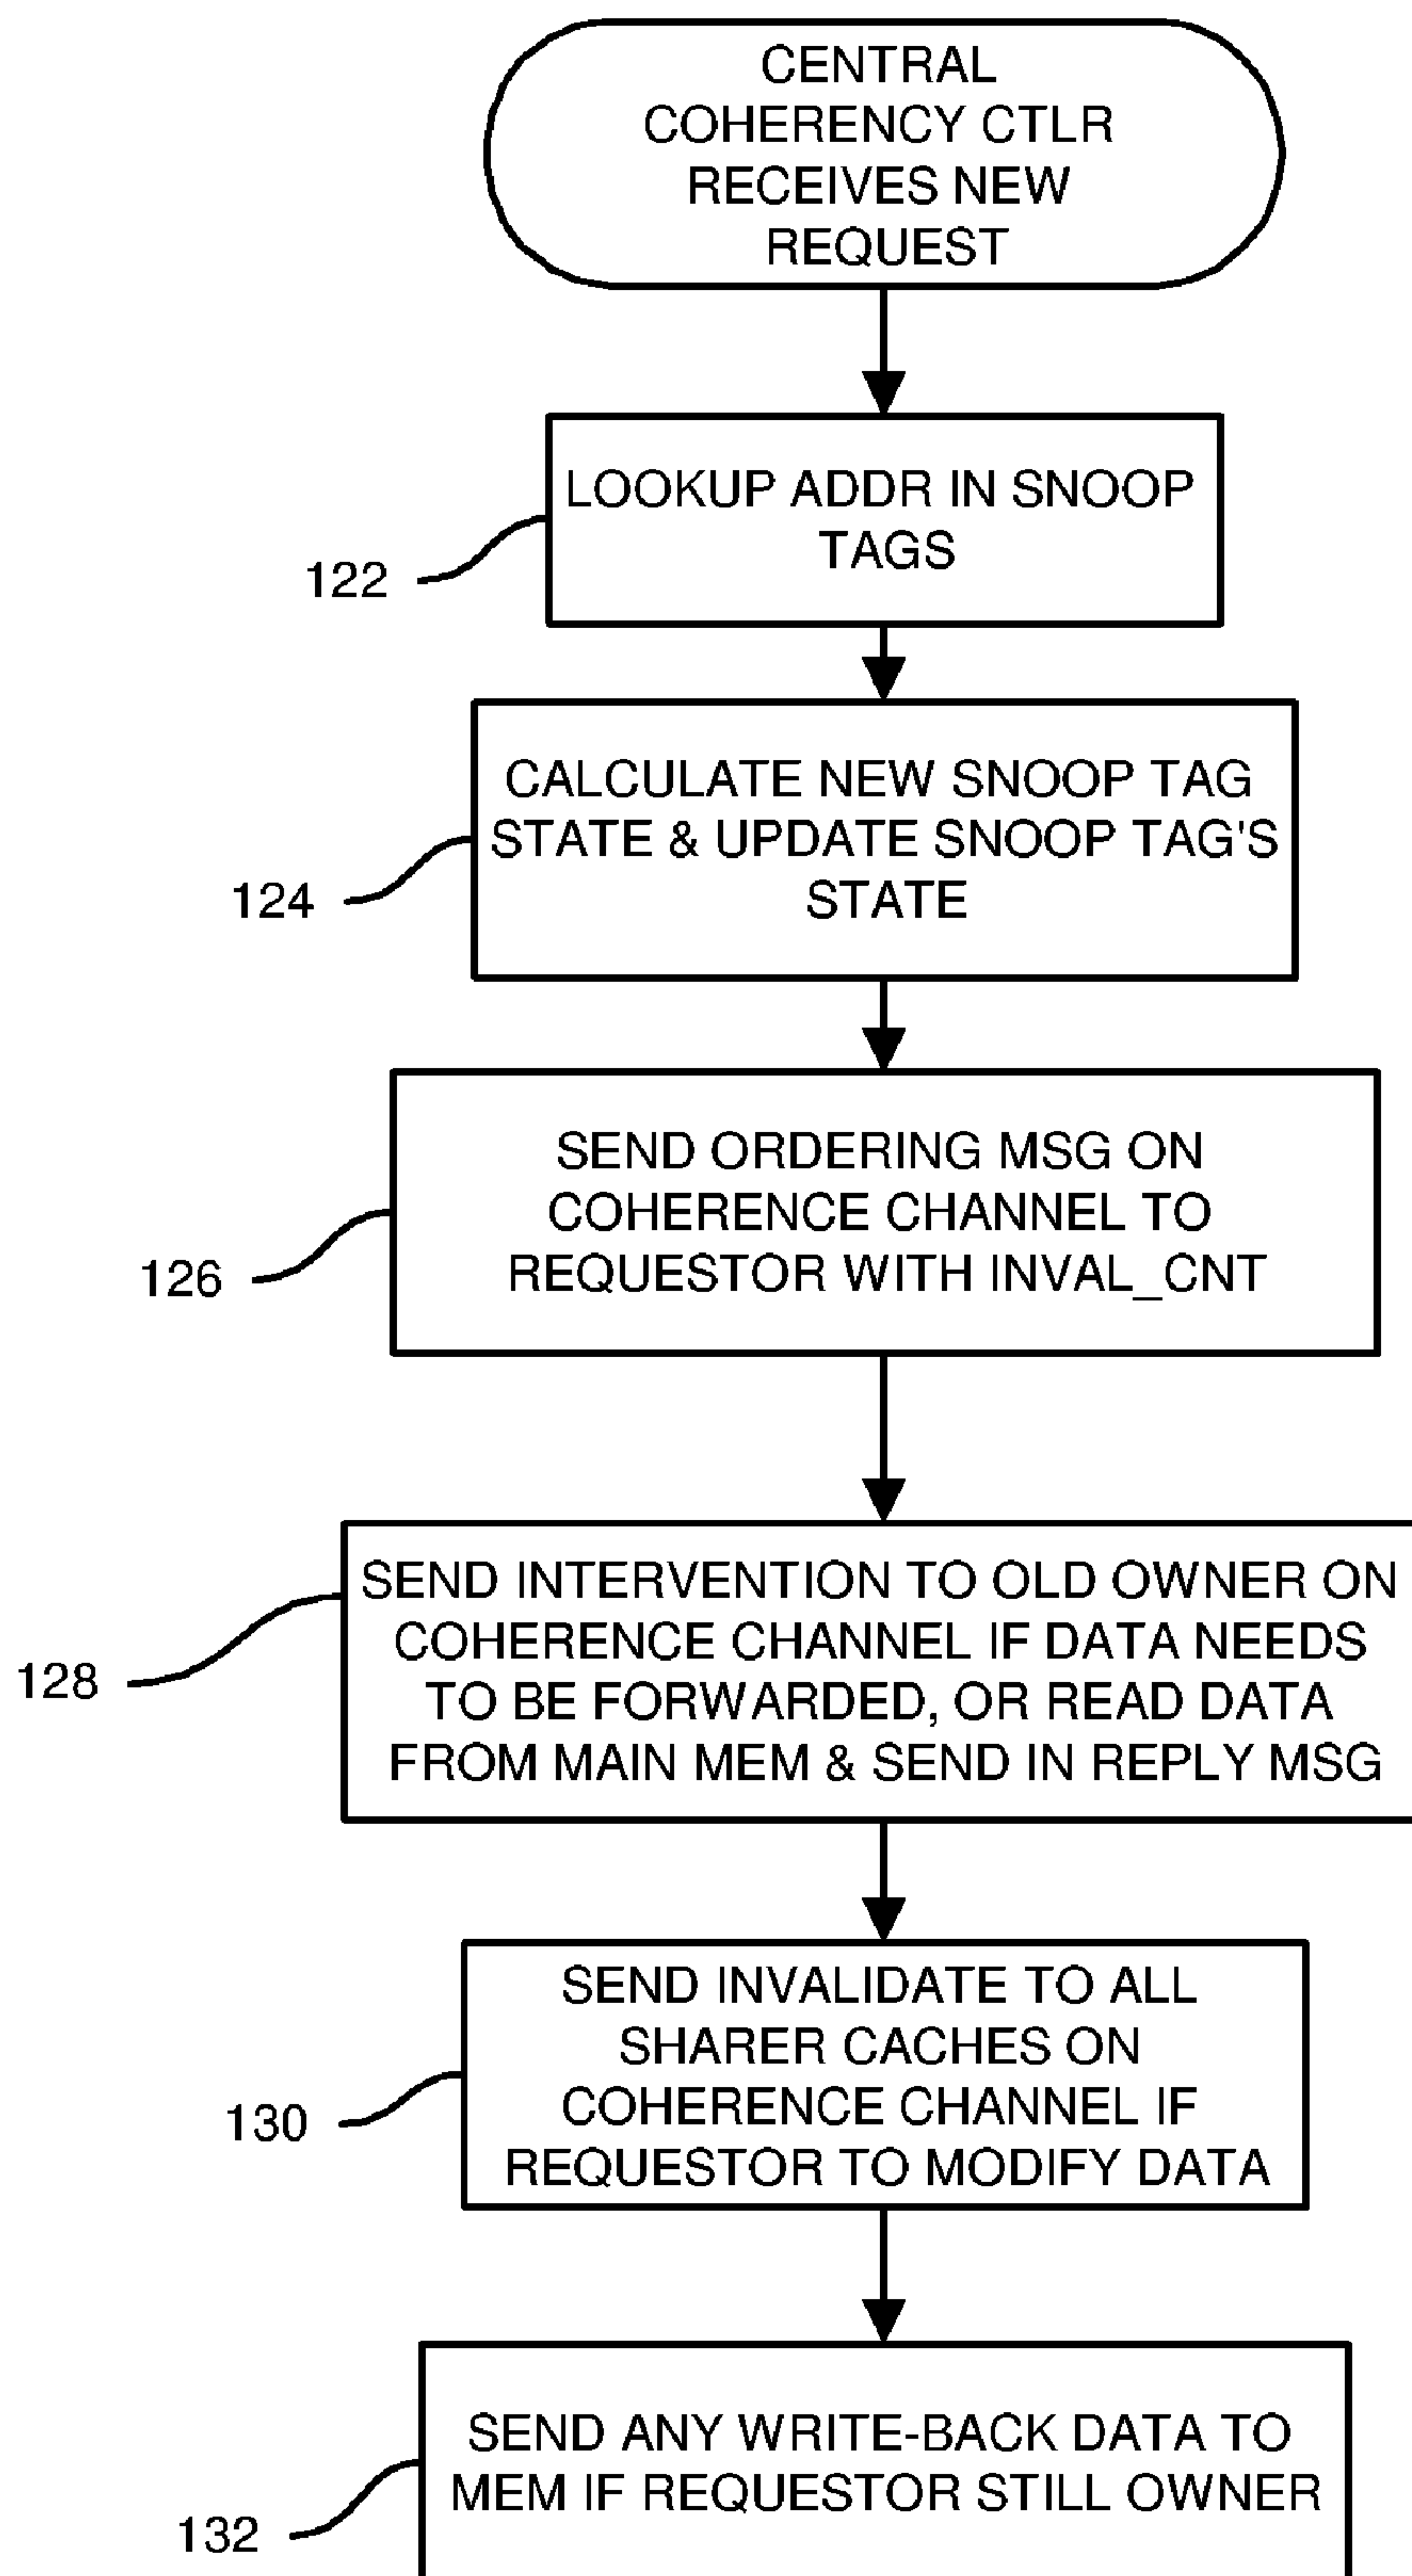 CENTRAL
COHERENCY CTLR
RECEIVES NEW
REQUEST
LOOKUP ADDR IN SNOOP
TAGS
122
CALCULATE NEW SNOOP TAG
STATE & UPDATE SNOOP TAG'S
STATE
124
SEND ORDERING MSG ON
COHERENCE CHANNEL TO
REQUESTOR WITH INVAL_CNT
126
SEND INTERVENTION TO OLD OWNER ON
COHERENCE CHANNEL IF DATA NEEDS
TO BE FORWARDED, OR READ DATA
FROM MAIN MEM & SEND IN REPLY MSG
128
SEND INVALIDATE TO ALL
SHARER CACHES ON
COHERENCE CHANNEL IF
REQUESTOR TO MODIFY DATA
130
SEND ANY WRITE-BACK DATA TO
MEM IF REQUESTOR STILL OWNER
132